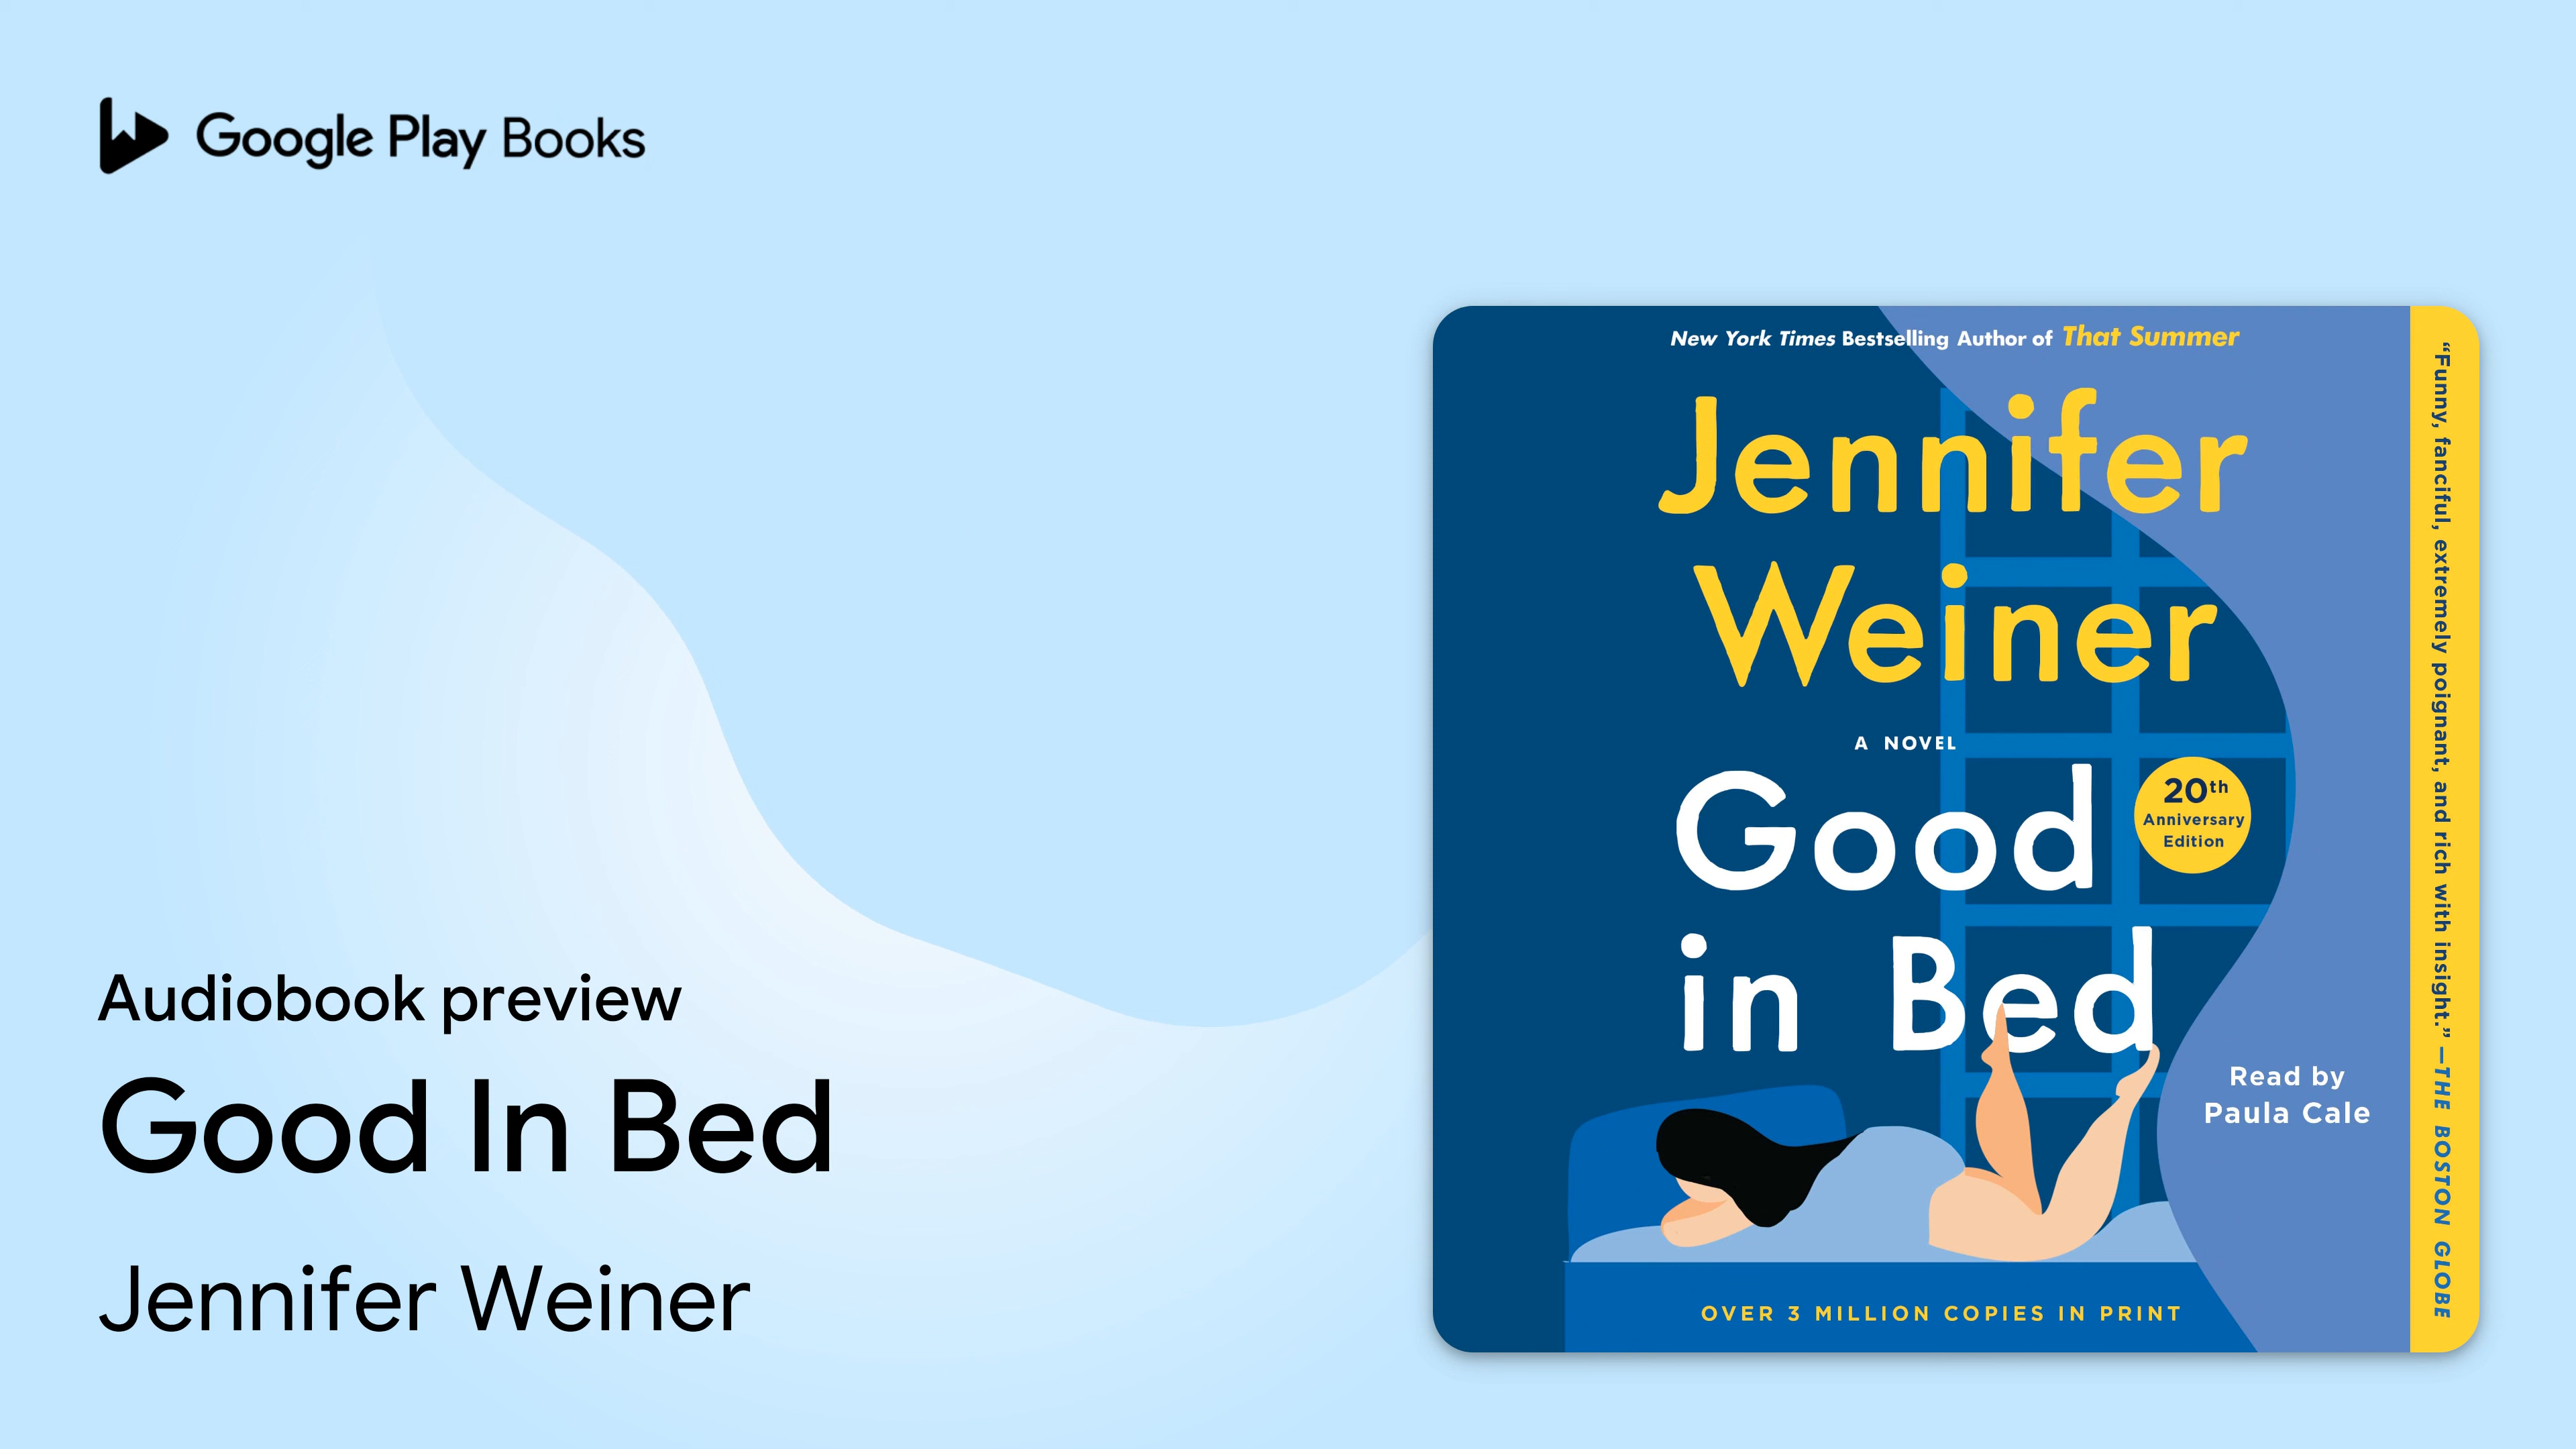 Google Play Books
Audiobook preview
Good In Bed
Jennifer Weiner
New York Times Bestselling Author of That Summer
Jennifer
Weiner
A NOVEL
Good
in Bed
20th
Anniversary
Edition
Read by
Paula Cale
OVER 3 MILLION COPIES IN PRINT
“Funny, fanciful, extremely poignant, and rich with insight.” —THE BOSTON GLOBE